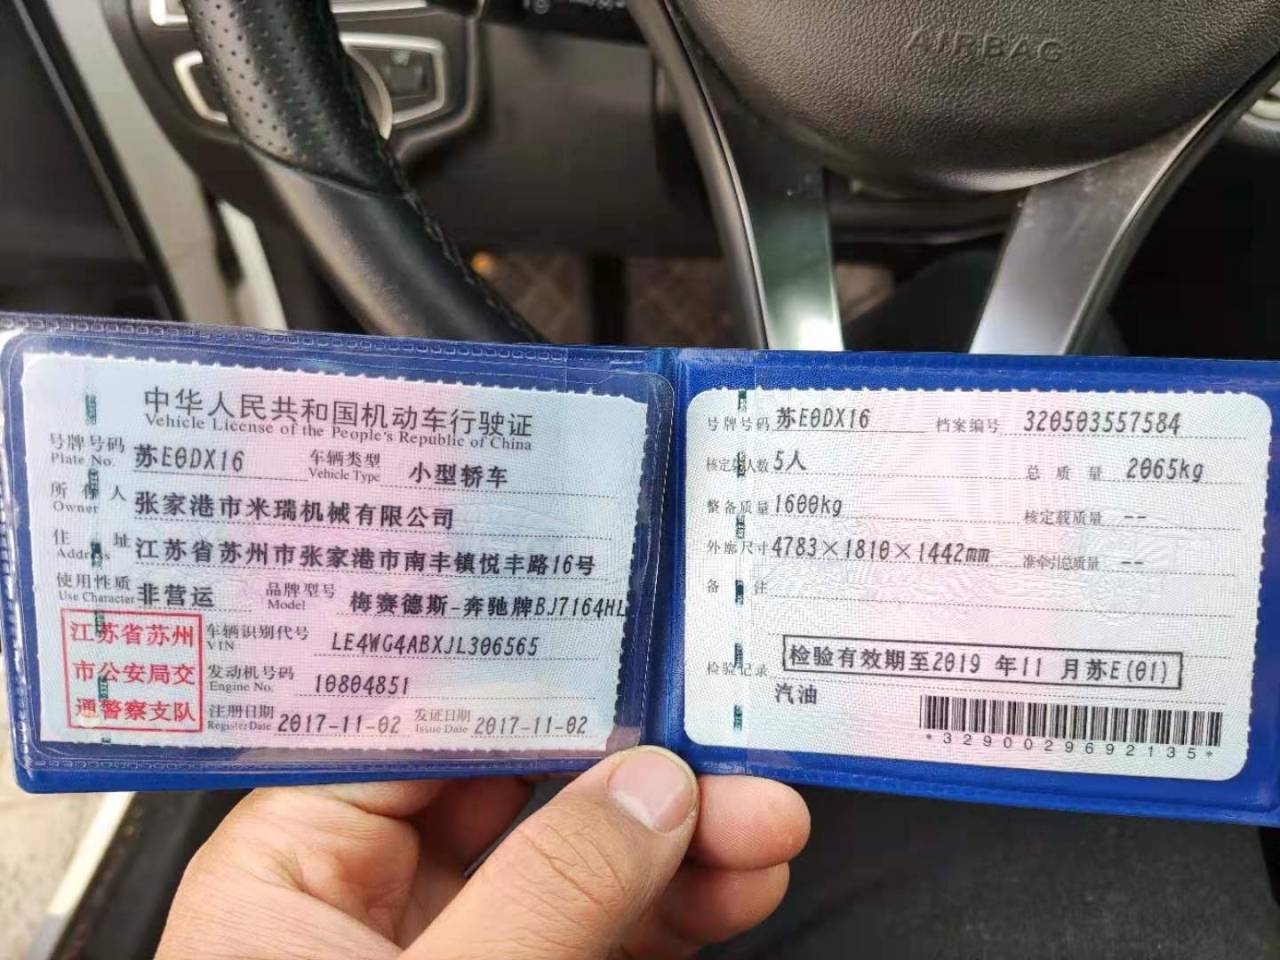 AIRBAG
中华人民共和国机动车行驶证
Vehicle License of the People's Republic of China
号牌号码 苏E0DX16 车辆类型 小型轿车
Plate No. Vehicle Type
所有人 张家港市米瑞机械有限公司
Owner
住址 江苏省苏州市张家港市南丰镇悦丰路16号
Address
使用性质 非营运 品牌型号 梅赛德斯-奔驰牌BJ7164HL
Use Character Model
江苏省苏州
市公安局交
通警察支队
车辆识别代号 LE4WG4ABXJL306565
VIN
发动机号码 10804851
Engine No.
注册日期 2017-11-02 发证日期 2017-11-02
Register Date Issue Date
号牌号码 苏E0DX16 档案编号 320503557584
核定载人数 5人 总质量 2065kg
整备质量 1600kg 核定载质量 --
外廓尺寸 4783×1810×1442mm 准牵引总质量 --
备注
检验记录 检验有效期至2019 年11 月苏E(01)
汽油
*3290029692135*